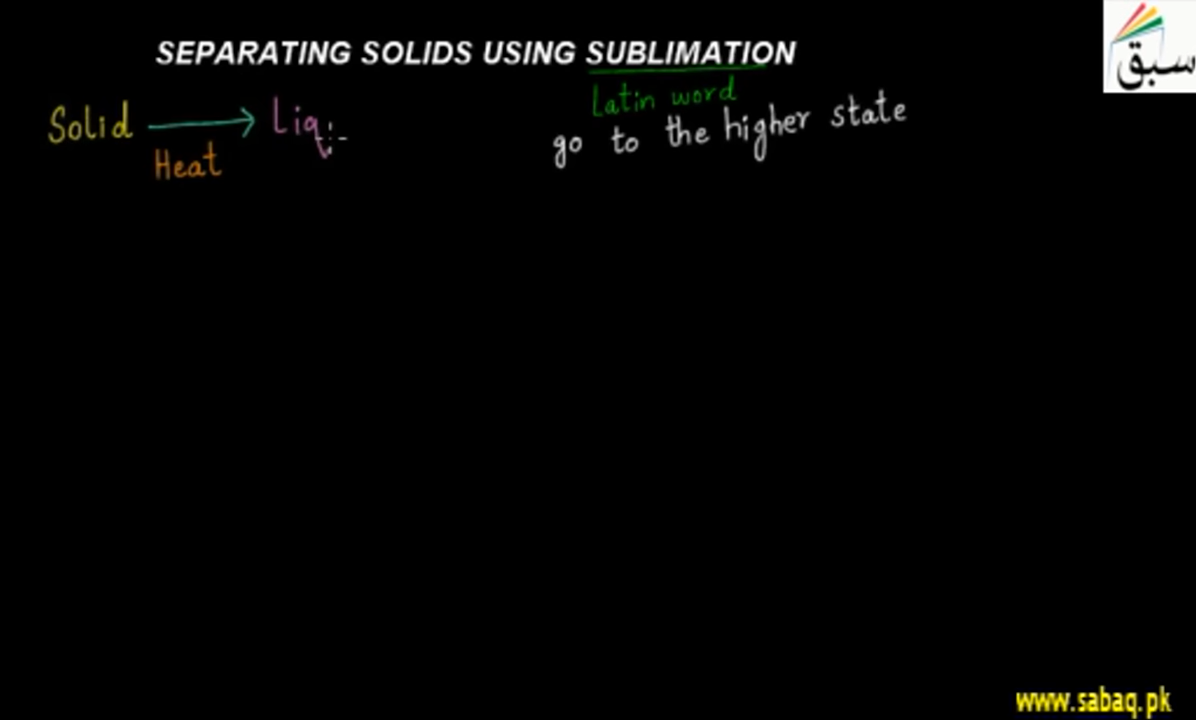 SEPARATING SOLIDS USING SUBLIMATION
سبق
Latin word
Solid → Liq
Heat
go to the higher state
www.sabaq.pk